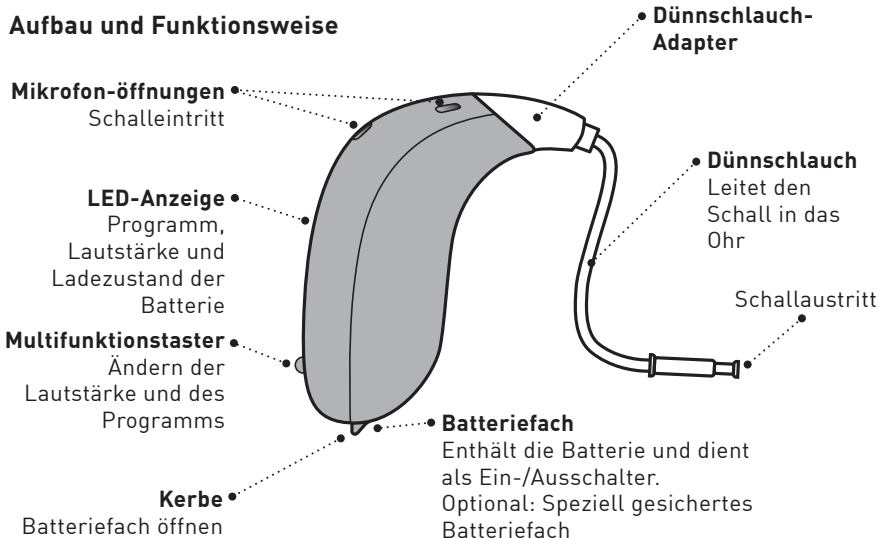 Aufbau und Funktionsweise
Mikrofon-öffnungen
Schalleintritt
LED-Anzeige
Programm,
Lautstärke und
Ladezustand der
Batterie
Multifunktionstaster
Ändern der
Lautstärke und des
Programms
Kerbe
Batteriefach öffnen
Batteriefach
Enthält die Batterie und dient
als Ein-/Ausschalter.
Optional: Speziell gesichertes
Batteriefach
Dünnschlauch-
Adapter
Dünnschlauch
Leitet den
Schall in das
Ohr
Schallaustritt